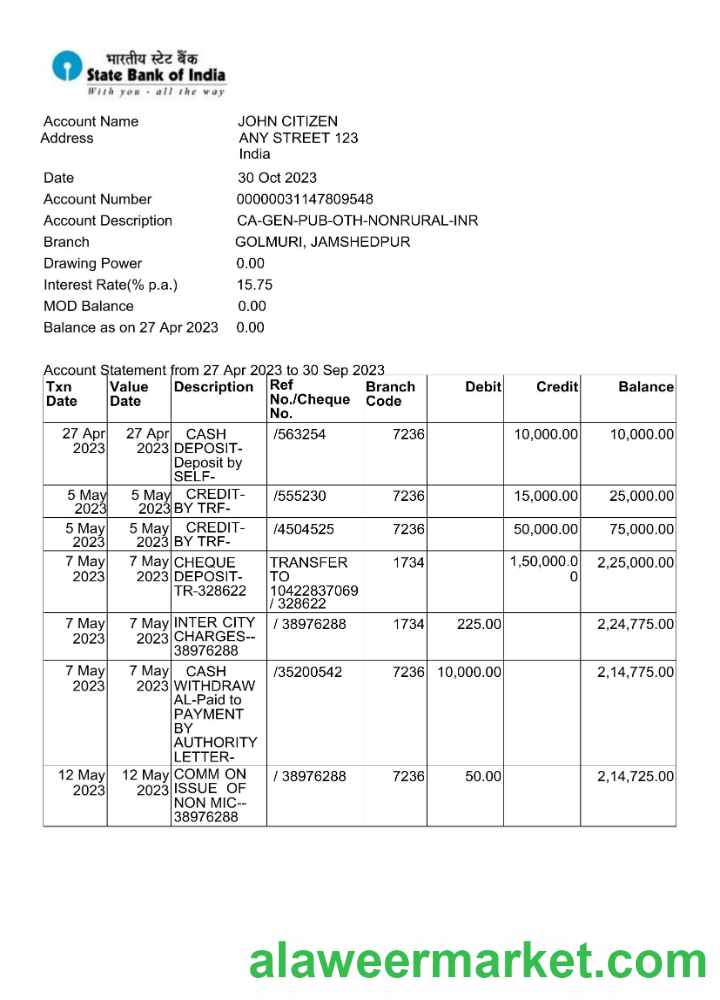 भारतीय स्टेट बैंक
State Bank of India
With you - all the way
Account Name JOHN CITIZEN
Address ANY STREET 123
India
Date 30 Oct 2023
Account Number 00000031147809548
Account Description CA-GEN-PUB-OTH-NONRURAL-INR
Branch GOLMURI, JAMSHEDPUR
Drawing Power 0.00
Interest Rate(% p.a.) 15.75
MOD Balance 0.00
Balance as on 27 Apr 2023 0.00
Account Statement from 27 Apr 2023 to 30 Sep 2023
Txn Value Description Ref Branch Debit Credit Balance
Date Date No./Cheque Code
No.
27 Apr 27 Apr CASH /563254 7236 10,000.00 10,000.00
2023 2023 DEPOSIT-
Deposit by
SELF-
5 May 5 May CREDIT- /555230 7236 15,000.00 25,000.00
2023 2023 BY TRF-
5 May 5 May CREDIT- /4504525 7236 50,000.00 75,000.00
2023 2023 BY TRF-
7 May 7 May CHEQUE TRANSFER 1734 1,50,000.0 2,25,000.00
2023 2023 DEPOSIT- TO 0
TR-328622 10422837069
/ 328622
7 May 7 May INTER CITY / 38976288 1734 225.00 2,24,775.00
2023 2023 CHARGES--
38976288
7 May 7 May CASH /35200542 7236 10,000.00 2,14,775.00
2023 2023 WITHDRAW
AL-Paid to
PAYMENT
BY
AUTHORITY
LETTER-
12 May 12 May COMM ON / 38976288 7236 50.00 2,14,725.00
2023 2023 ISSUE OF
NON MIC--
38976288
alaweermarket.com